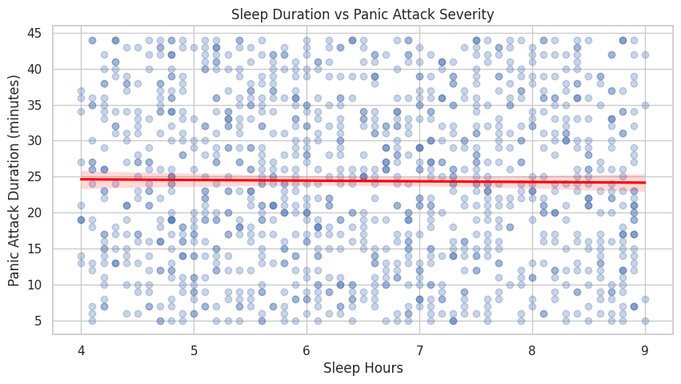 Sleep Duration vs Panic Attack Severity
45
40
35
30
25
20
15
10
5
Panic Attack Duration (minutes)
4 5 6 7 8 9
Sleep Hours